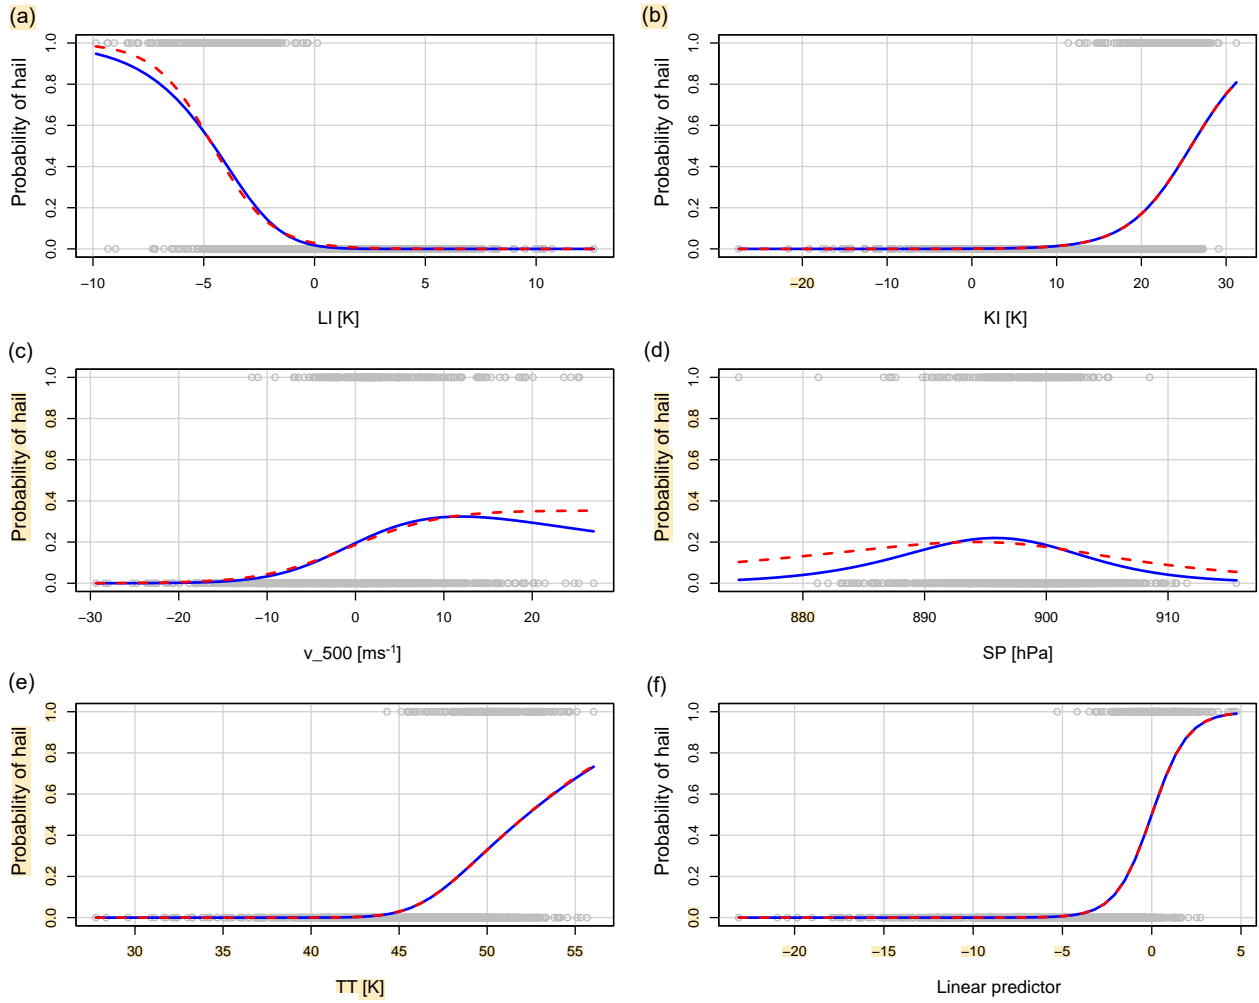 (a)
Probability of hail
1.0
0.8
0.6
0.4
0.2
0.0
−10 −5 0 5 10
LI [K]
(b)
Probability of hail
1.0
0.8
0.6
0.4
0.2
0.0
−20 −10 0 10 20 30
KI [K]
(c)
Probability of hail
1.0
0.8
0.6
0.4
0.2
0.0
−30 −20 −10 0 10 20
v_500 [ms⁻¹]
(d)
Probability of hail
1.0
0.8
0.6
0.4
0.2
0.0
880 890 900 910
SP [hPa]
(e)
Probability of hail
1.0
0.8
0.6
0.4
0.2
0.0
30 35 40 45 50 55
TT [K]
(f)
Probability of hail
1.0
0.8
0.6
0.4
0.2
0.0
−20 −15 −10 −5 0 5
Linear predictor